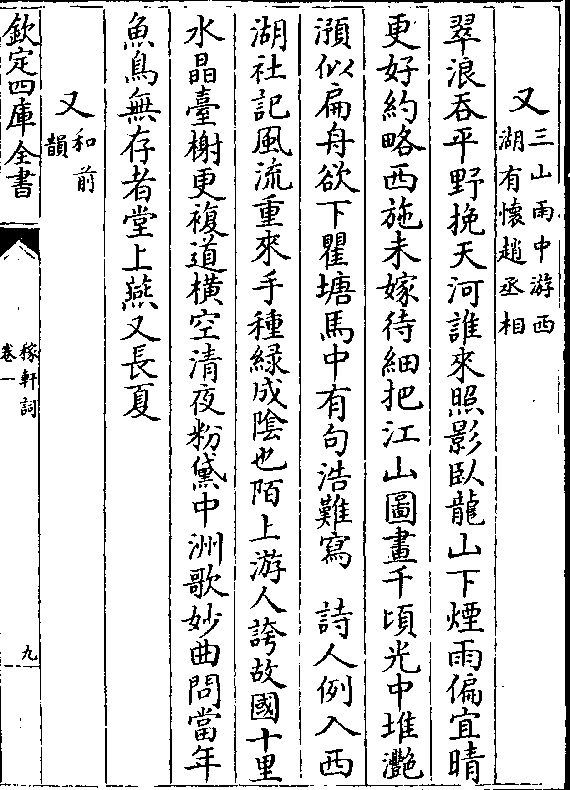 又三山雨中游西
湖有懷趙丞相
翠浪吞平野挽天河誰來照影臥龍山下煙雨偏宜晴
更好約略西施未嫁待細把江山圖畫千頃光中堆灔
澦似扁舟欲下瞿塘馬中有句浩難寫　詩人例入西
湖社記風流重來手種緑成陰也陌上游人誇故國十里
水晶臺榭更複道橫空清夜粉黛中洲歌妙曲問當年
魚鳥無存者堂上燕又長夏
又和前
韻
欽定四庫全書
稼軒詞
卷一
九